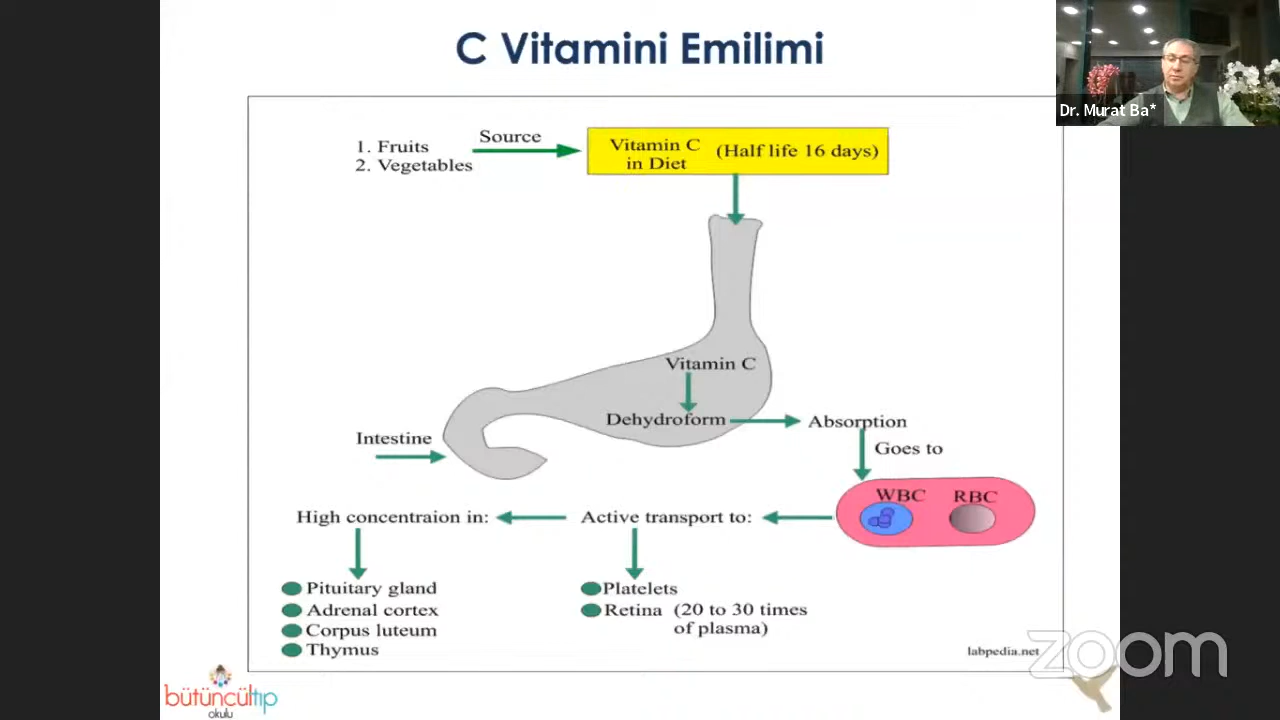 C Vitamini Emilimi
Dr. Murat Ba*
1. Fruits
2. Vegetables
Source
Vitamin C
in Diet
(Half life 16 days)
Vitamin C
Dehydroform
Absorption
Intestine
Goes to
WBC
RBC
High concentraion in:
Active transport to:
Pituitary gland
Adrenal cortex
Corpus luteum
Thymus
Platelets
Retina (20 to 30 times
of plasma)
labpedia.net
zoom
bütüncültıp
okulu